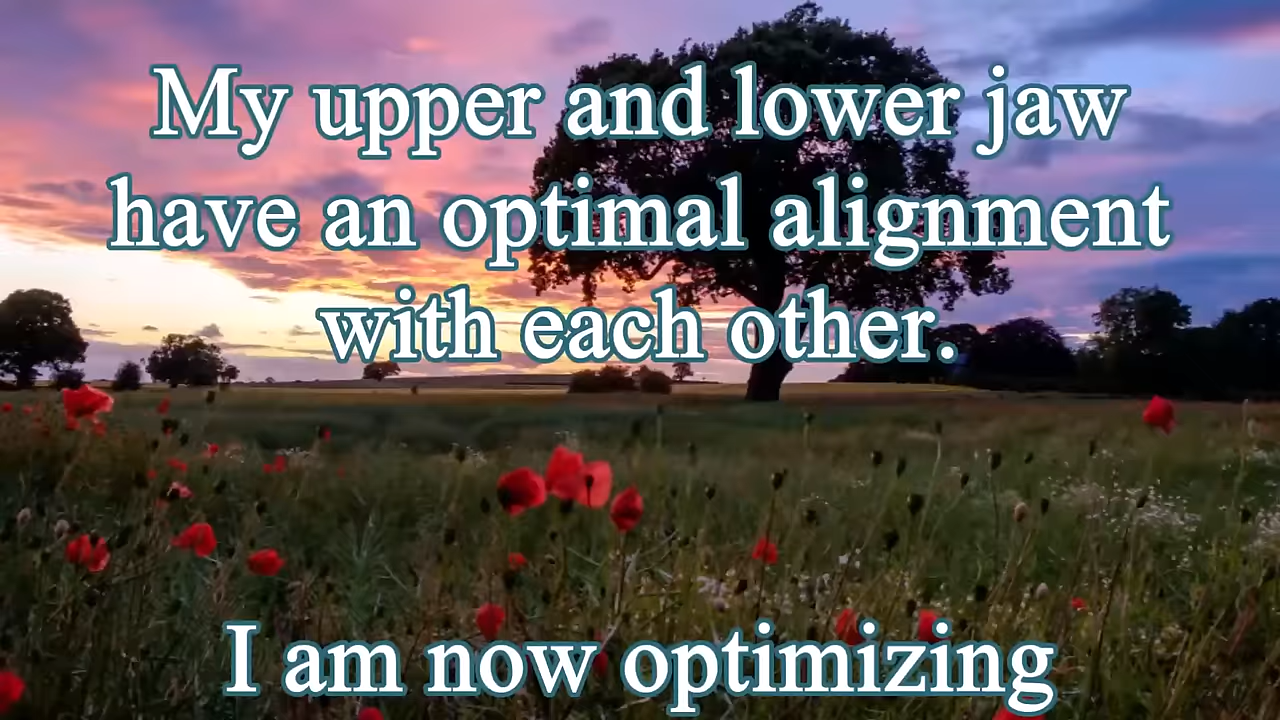 My upper and lower jaw
have an optimal alignment
with each other.
I am now optimizing